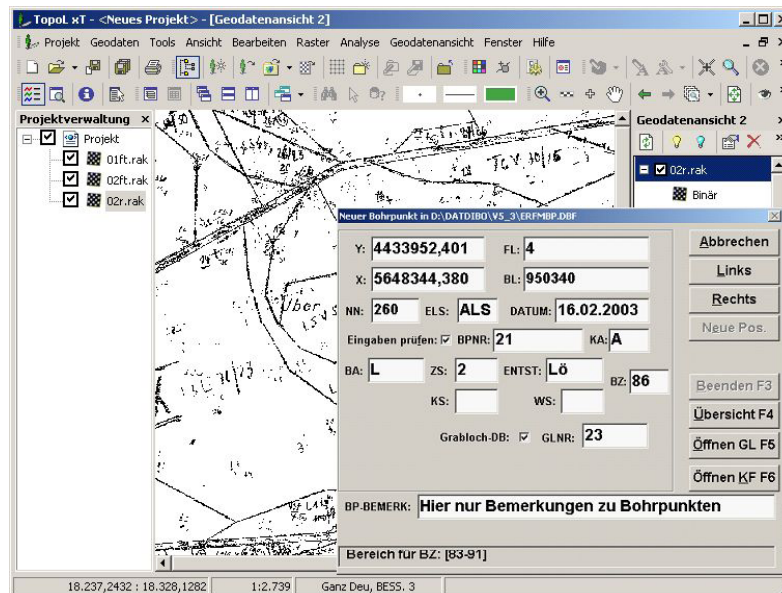 TopoL xT - <Neues Projekt> - [Geodatenansicht 2]
Projekt Geodaten Tools Ansicht Bearbeiten Raster Analyse Geodatenansicht Fenster Hilfe
Projektverwaltung
Projekt
01ft.rak
02ft.rak
02r.rak
Geodatenansicht 2
02r.rak
Binär
Über
Neuer Bohrpunkt in D:\DATDIBO\VS_3\ERFMBP.DBF
Y: 4433952,401 FL: 4
X: 5648344,380 BL: 950340
NN: 260 ELS: ALS DATUM: 16.02.2003
Eingaben prüfen: BPNR: 21 KA: A
BA: L ZS: 2 ENTST: Lö BZ: 86
KS: WS:
Grabloch-DB: GLNR: 23
Abbrechen
Links
Rechts
Neue Pos.
Beenden F3
Übersicht F4
Öffnen GL F5
Öffnen KF F6
BP-BEMERK: Hier nur Bemerkungen zu Bohrpunkten
Bereich für BZ: [83-91]
18.237,2432 : 18.328,1282 1:2.739 Ganz Deu, BESS. 3